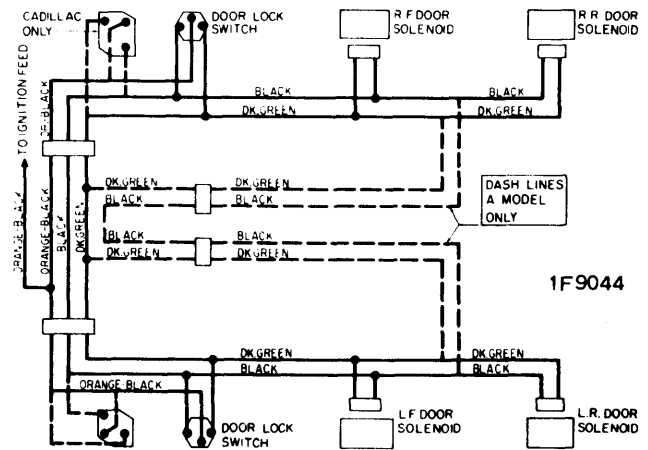 CADILLAC
ONLY
DOOR LOCK
SWITCH
R F DOOR
SOLENOID
R R DOOR
SOLENOID
BLACK
BLACK
DK.GREEN
DK.GREEN
TO IGNITION FEED
OR-BLACK
DK.GREEN
DK.GREEN
BLACK
BLACK
DASH LINES
A MODEL
ONLY
ORANGE-BLACK
ORANGE-BLACK
BLACK
DK.GREEN
BLACK
BLACK
DK.GREEN
DK.GREEN
1F9044
DK.GREEN
DK.GREEN
BLACK
BLACK
ORANGE-BLACK
DOOR LOCK
SWITCH
L F DOOR
SOLENOID
L.R. DOOR
SOLENOID